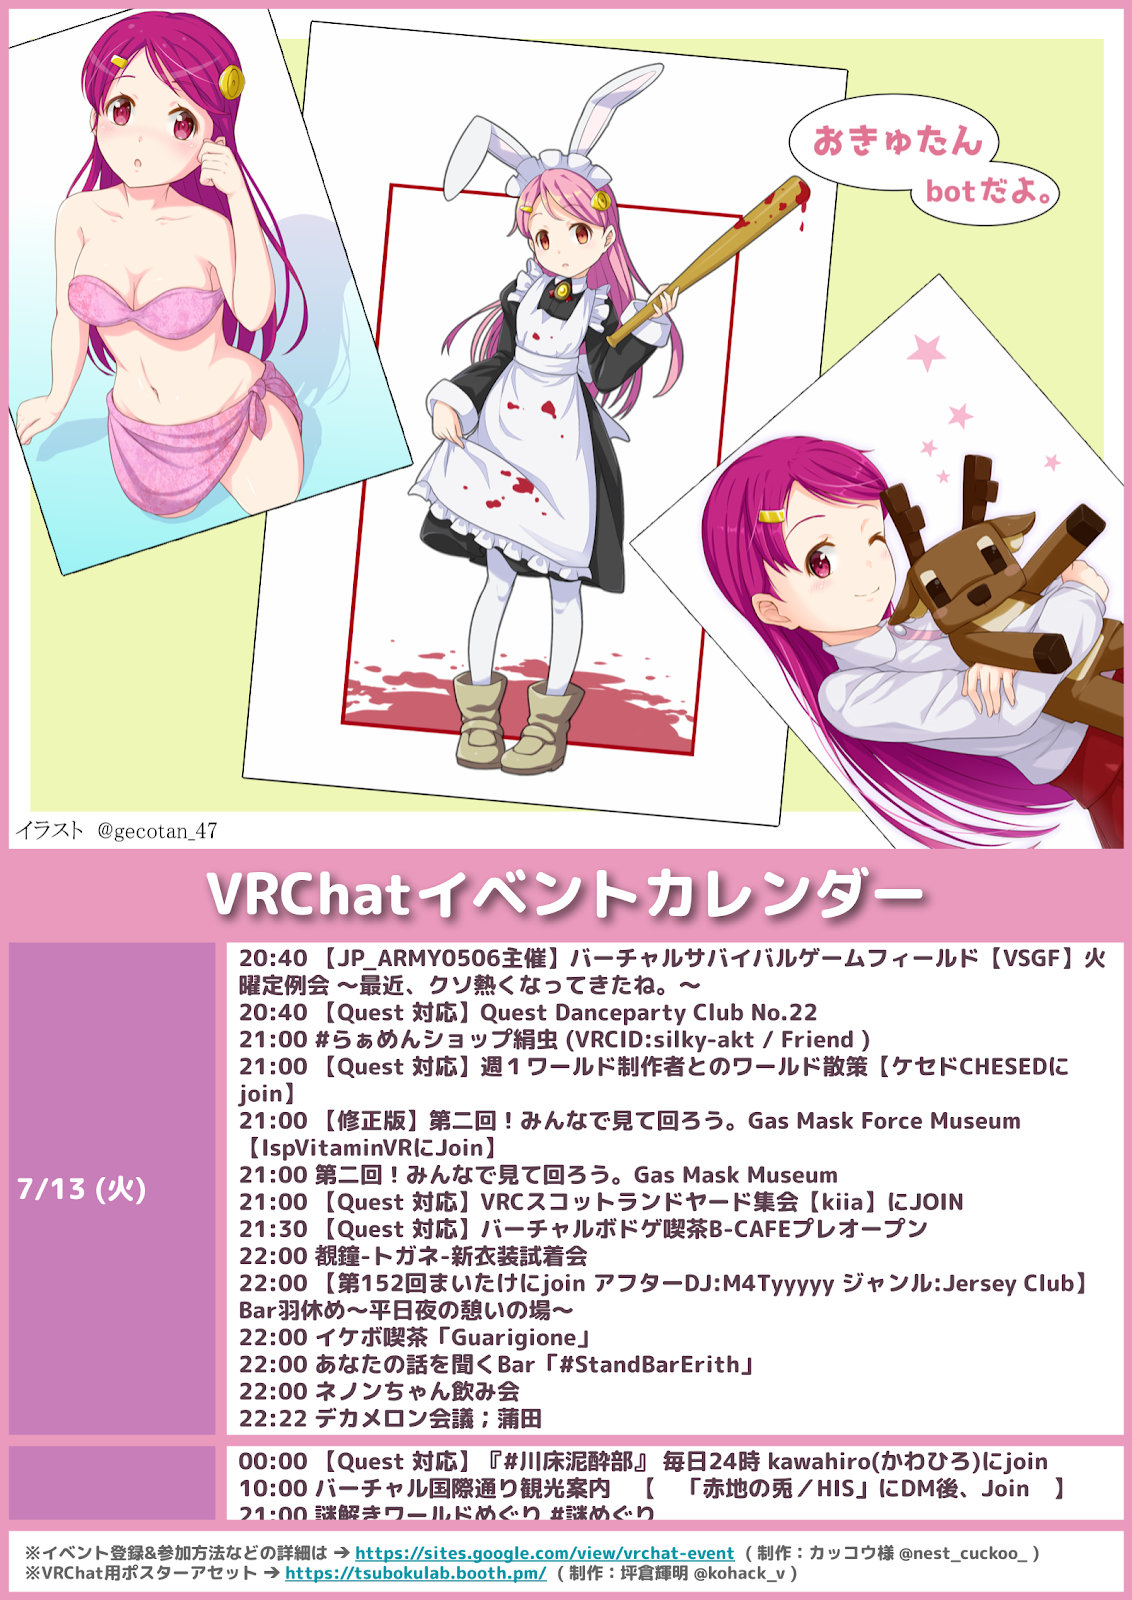 おきゅたん
botだよ。
イラスト @gecotan_47
VRChatイベントカレンダー
7/13 (火)
20:40 【JP_ARMY0506主催】バーチャルサバイバルゲームフィールド【VSGF】火
曜定例会 ～最近、クソ熱くなってきたね。～
20:40 【Quest 対応】Quest Danceparty Club No.22
21:00 #らぁめんショップ絹虫 (VRCID:silky-akt / Friend )
21:00 【Quest 対応】週１ワールド制作者とのワールド散策【ケセドCHESEDに
join】
21:00 【修正版】第二回！みんなで見て回ろう。Gas Mask Force Museum
【IspVitaminVRにJoin】
21:00 第二回！みんなで見て回ろう。Gas Mask Museum
21:00 【Quest 対応】VRCスコットランドヤード集会【kiia】にJOIN
21:30 【Quest 対応】バーチャルボドゲ喫茶B-CAFEプレオープン
22:00 覩鐘-トガネ-新衣装試着会
22:00 【第152回まいたけにjoin アフターDJ:M4Tyyyyy ジャンル:Jersey Club】
Bar羽休め～平日夜の憩いの場～
22:00 イケボ喫茶「Guarigione」
22:00 あなたの話を聞くBar「#StandBarErith」
22:00 ネノンちゃん飲み会
22:22 デカメロン会議；蒲田
00:00 【Quest 対応】『#川床泥酔部』 毎日24時 kawahiro(かわひろ)にjoin
10:00 バーチャル国際通り観光案内　【　「赤地の兎／HIS」にDM後、Join　】
21:00 謎解きワールドめぐり #謎めぐり
※イベント登録&参加方法などの詳細は → https://sites.google.com/view/vrchat-event ( 制作：カッコウ様 @nest_cuckoo_ )
※VRChat用ポスターアセット → https://tsubokulab.booth.pm/ ( 制作：坪倉輝明 @kohack_v )